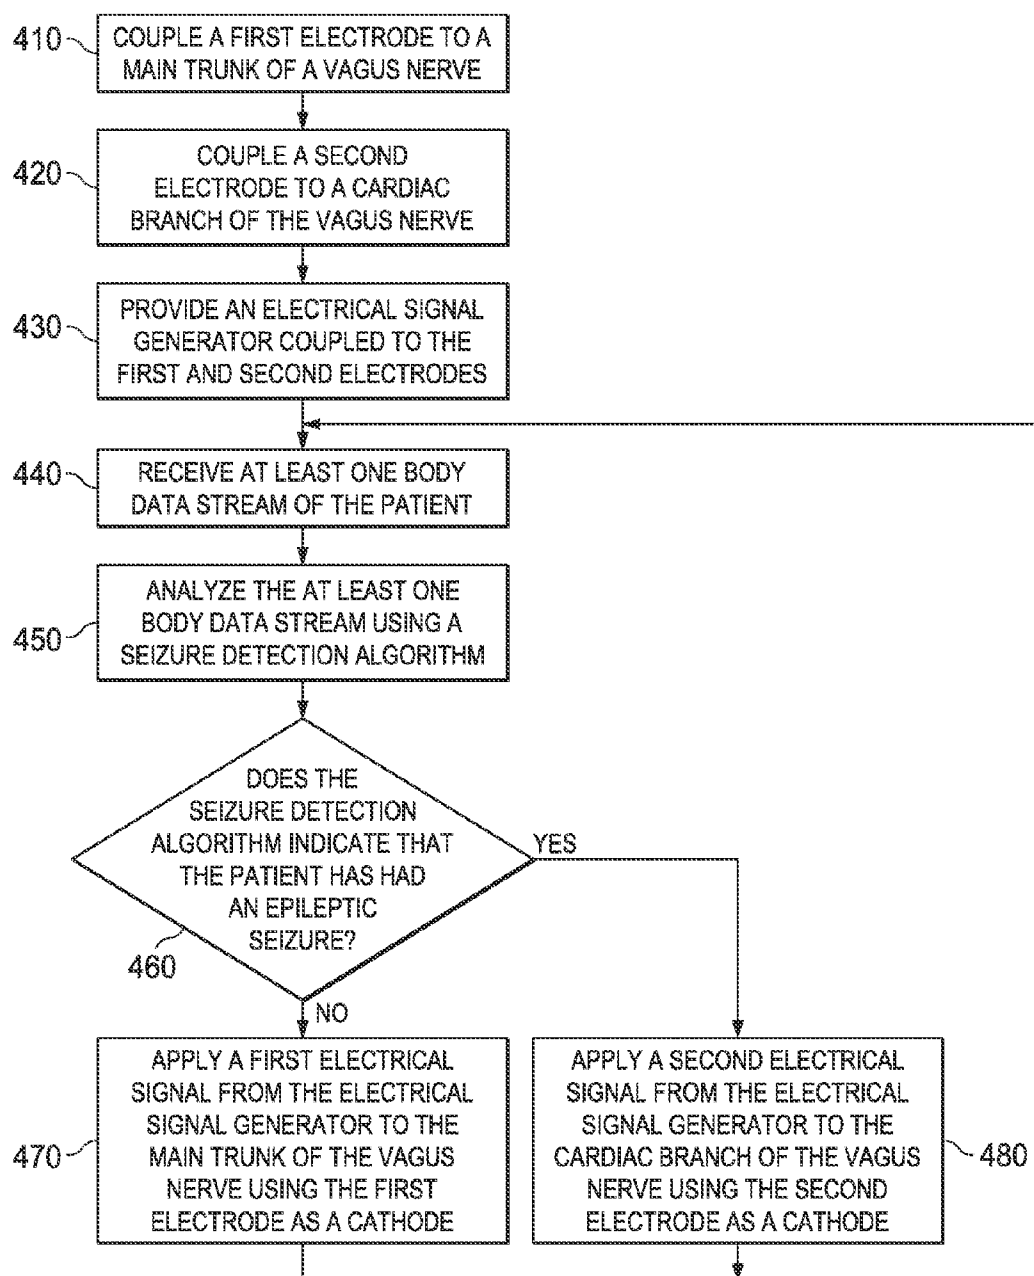 410
COUPLE A FIRST ELECTRODE TO A
MAIN TRUNK OF A VAGUS NERVE
420
COUPLE A SECOND
ELECTRODE TO A CARDIAC
BRANCH OF THE VAGUS NERVE
430
PROVIDE AN ELECTRICAL SIGNAL
GENERATOR COUPLED TO THE
FIRST AND SECOND ELECTRODES
440
RECEIVE AT LEAST ONE BODY
DATA STREAM OF THE PATIENT
450
ANALYZE THE AT LEAST ONE
BODY DATA STREAM USING A
SEIZURE DETECTION ALGORITHM
DOES THE
SEIZURE DETECTION
ALGORITHM INDICATE THAT
THE PATIENT HAS HAD
AN EPILEPTIC
SEIZURE?
460
YES
NO
470
APPLY A FIRST ELECTRICAL
SIGNAL FROM THE ELECTRICAL
SIGNAL GENERATOR TO THE
MAIN TRUNK OF THE VAGUS
NERVE USING THE FIRST
ELECTRODE AS A CATHODE
APPLY A SECOND ELECTRICAL
SIGNAL FROM THE ELECTRICAL
SIGNAL GENERATOR TO THE
CARDIAC BRANCH OF THE VAGUS
NERVE USING THE SECOND
ELECTRODE AS A CATHODE
480